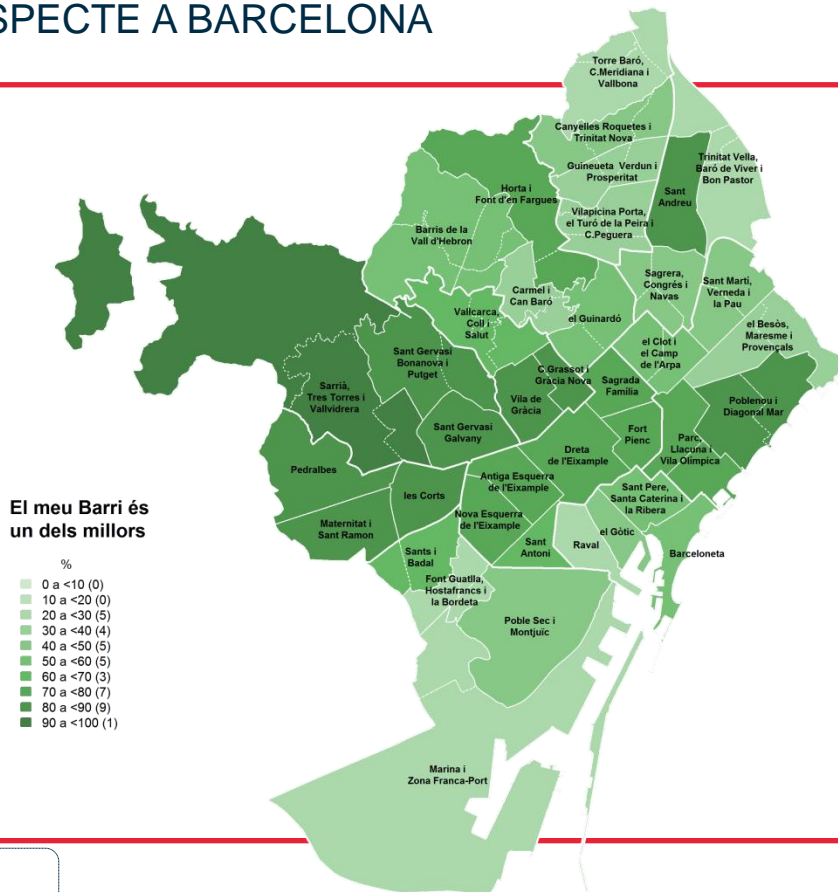 SPECTE A BARCELONA
Torre Baró,
C.Meridiana i
Vallbona
Canyelles Roquetes i
Trinitat Nova
Trinitat Vella,
Baró de Viver i
Bon Pastor
Guineueta Verdun i
Prosperitat
Horta i
Font d'en Fargues
Sant
Andreu
Vilapicina Porta,
el Turó de la Peira i
C.Peguera
Barris de la
Vall d'Hebron
Sagrera,
Congrés i
Navas
Sant Martí,
Verneda i
la Pau
Carmel i
Can Baró
Vallcarca,
Coll i
Salut
el Guinardó
el Besòs,
Maresme i
Provençals
el Clot i
el Camp
de l'Arpa
Sant Gervasi
Bonanova i
Putget
C.Grassot i
Gràcia Nova
Sagrada
Família
Sarrià,
Tres Torres i
Vallvidrera
Vila de
Gràcia
Poblenou i
Diagonal Mar
Sant Gervasi
Galvany
Fort
Pienc
Parc,
Llacuna i
Vila Olímpica
Dreta
de l'Eixample
Pedralbes
Antiga Esquerra
de l'Eixample
Sant Pere,
Santa Caterina i
la Ribera
les Corts
Maternitat i
Sant Ramon
Nova Esquerra
de l'Eixample
el Gòtic
Raval
Sant
Antoni
Barceloneta
Sants i
Badal
Font Guatlla,
Hostafrancs i
la Bordeta
Poble Sec i
Montjuïc
Marina i
Zona Franca-Port
El meu Barri és
un dels millors
%
0 a <10 (0)
10 a <20 (0)
20 a <30 (5)
30 a <40 (4)
40 a <50 (5)
50 a <60 (5)
60 a <70 (3)
70 a <80 (7)
80 a <90 (9)
90 a <100 (1)